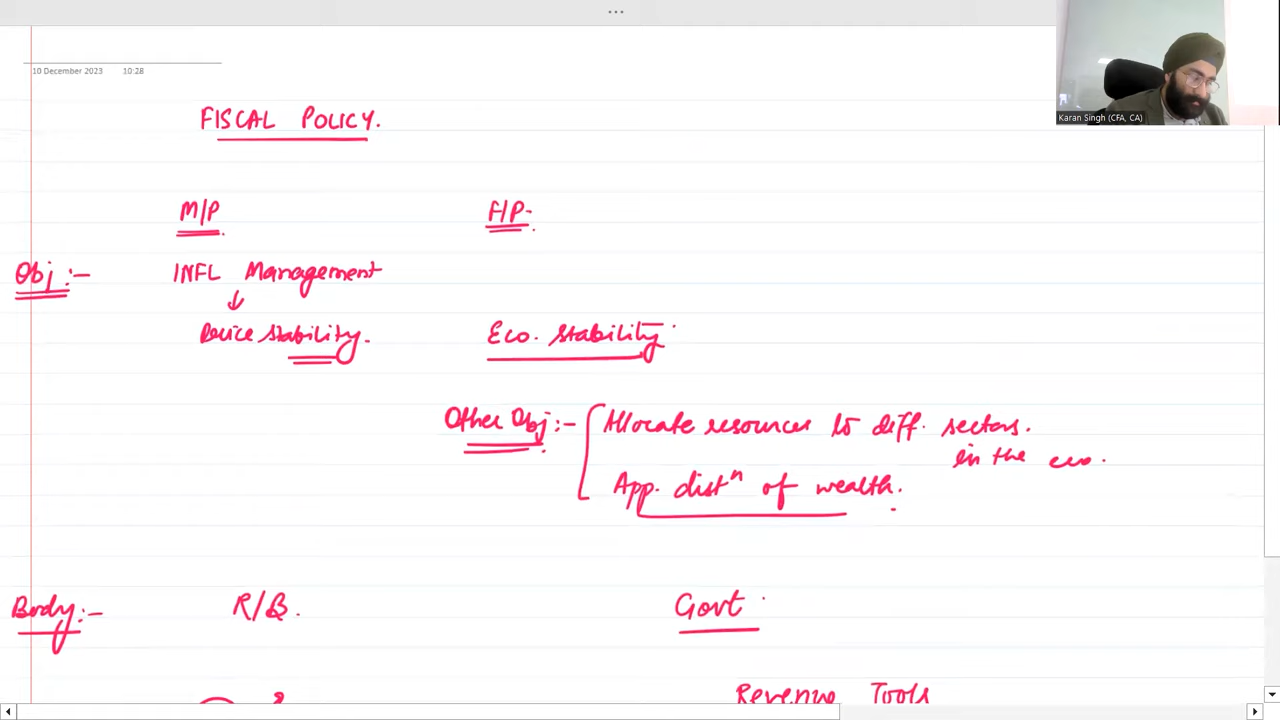 10 December 2023 10:28
Karan Singh (CFA, CA)
FISCAL POLICY.
M/P F/P-
Obj :- INFL Management
↓
Price stability. Eco. stability
Other Obj :- Allocate resources to diff. sectors.
in the eco.
App. distⁿ of wealth.
Body :- R/B. Govt
Revenue Tools